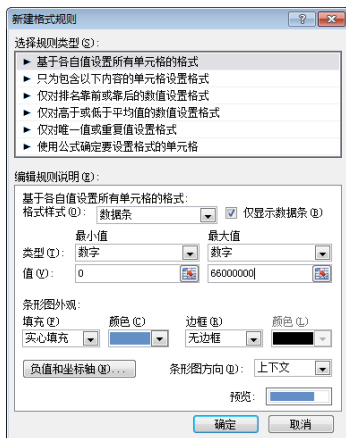 新建格式规则
选择规则类型(S):
► 基于各自值设置所有单元格的格式
► 只为包含以下内容的单元格设置格式
► 仅对排名靠前或靠后的数值设置格式
► 仅对高于或低于平均值的数值设置格式
► 仅对唯一值或重复值设置格式
► 使用公式确定要设置格式的单元格
编辑规则说明(E):
基于各自值设置所有单元格的格式:
格式样式(O): 数据条 仅显示数据条(B)
最小值 最大值
类型(T): 数字 数字
值(V): 0 66000000
条形图外观:
填充(F) 颜色(C) 边框(R) 颜色(L)
实心填充 无边框
负值和坐标轴(N)... 条形图方向(D): 上下文
预览:
确定 取消